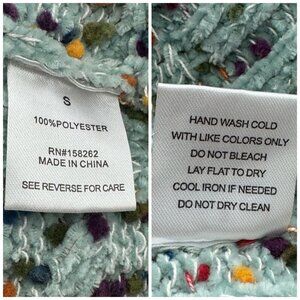 S
100%POLYESTER
RN#158262
MADE IN CHINA
SEE REVERSE FOR CARE
HAND WASH COLD
WITH LIKE COLORS ONLY
DO NOT BLEACH
LAY FLAT TO DRY
COOL IRON IF NEEDED
DO NOT DRY CLEAN